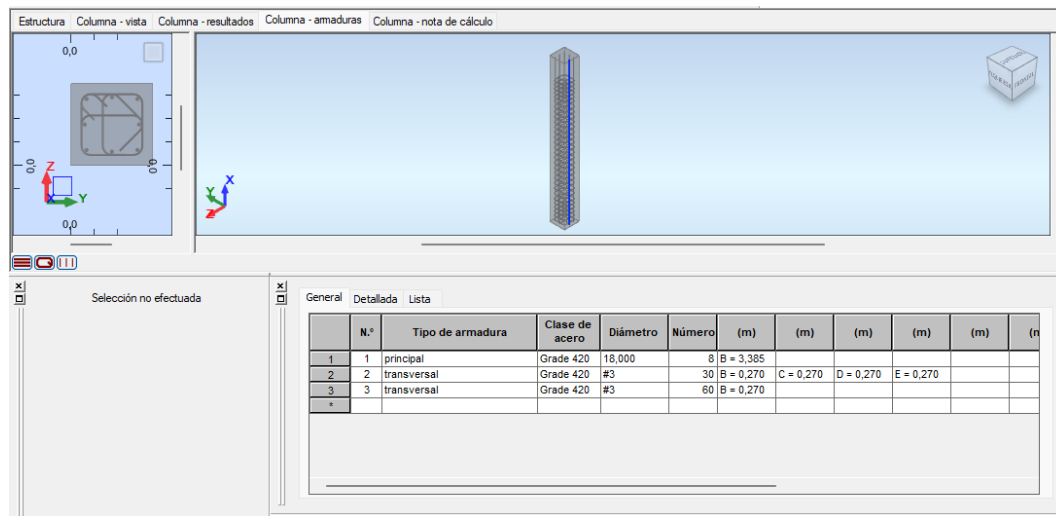 Estructura Columna - vista Columna - resultados Columna - armaduras Columna - nota de cálculo
0,0
0,0
0,0
0,0
Z
X
Y
X
Y
Z
Selección no efectuada
General Detallada Lista
N.º Tipo de armadura Clase de acero Diámetro Número (m) (m) (m) (m) (m)
1 1 principal Grade 420 18,000 8 B = 3,385
2 2 transversal Grade 420 #3 30 B = 0,270 C = 0,270 D = 0,270 E = 0,270
3 3 transversal Grade 420 #3 60 B = 0,270
*